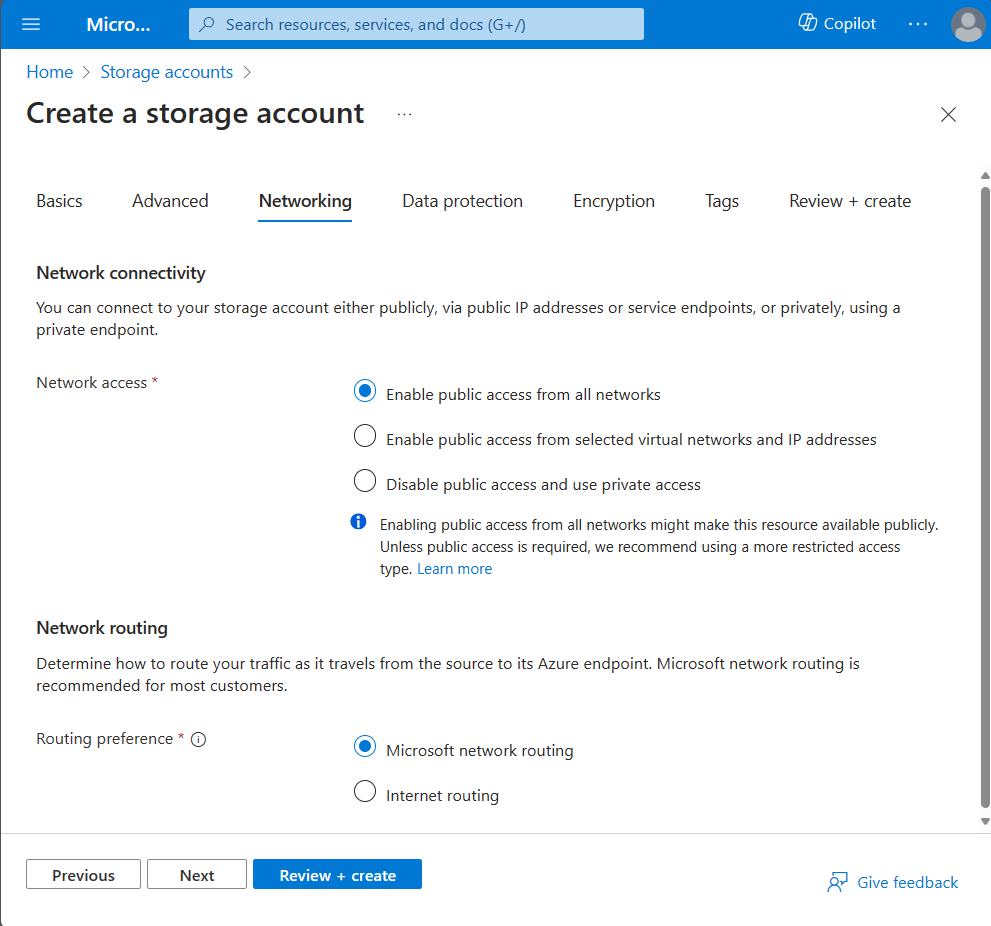 Micro...
Search resources, services, and docs (G+/)
Copilot
...
Home > Storage accounts >
Create a storage account ...
Basics
Advanced
Networking
Data protection
Encryption
Tags
Review + create
Network connectivity
You can connect to your storage account either publicly, via public IP addresses or service endpoints, or privately, using a
private endpoint.
Network access *
Enable public access from all networks
Enable public access from selected virtual networks and IP addresses
Disable public access and use private access
Enabling public access from all networks might make this resource available publicly.
Unless public access is required, we recommend using a more restricted access
type. Learn more
Network routing
Determine how to route your traffic as it travels from the source to its Azure endpoint. Microsoft network routing is
recommended for most customers.
Routing preference *
Microsoft network routing
Internet routing
Previous
Next
Review + create
Give feedback